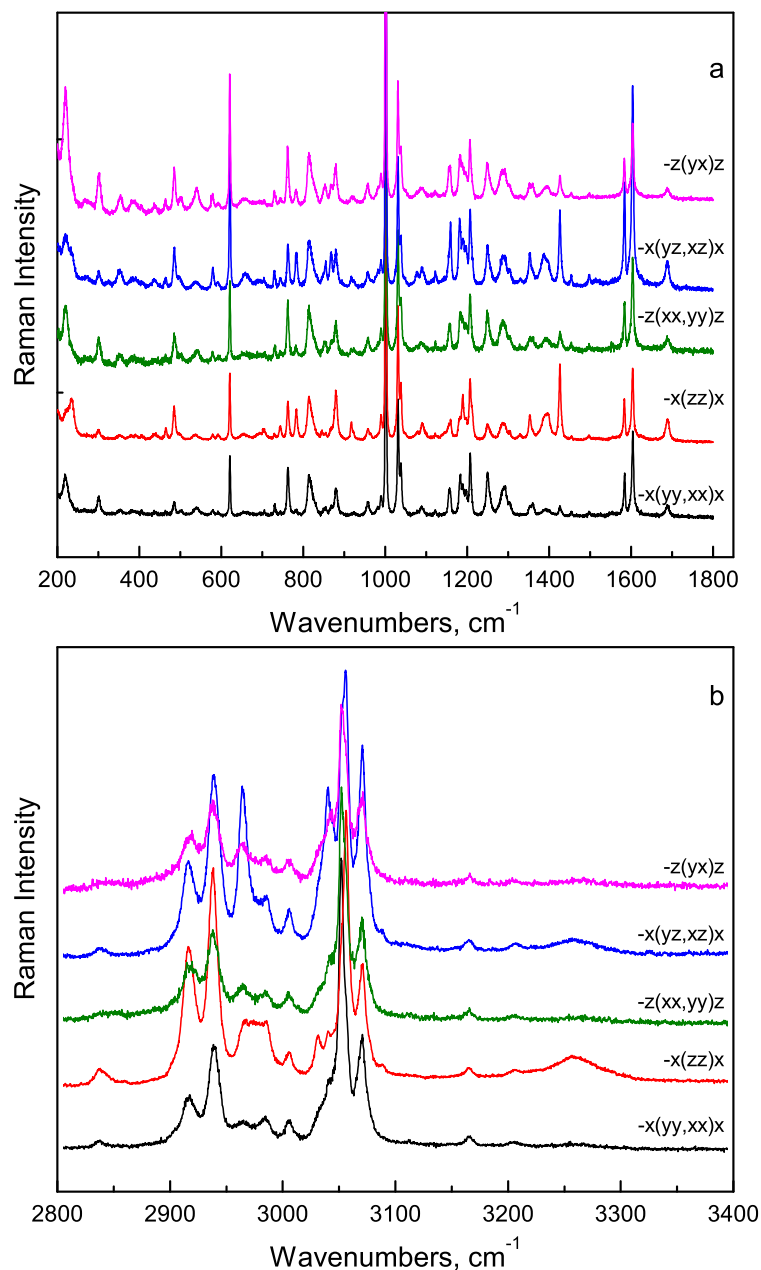 a
Raman Intensity
-z(yx)z
-x(yz,xz)x
-z(xx,yy)z
-x(zz)x
-x(yy,xx)x
200 400 600 800 1000 1200 1400 1600 1800
Wavenumbers, cm⁻¹
b
Raman Intensity
-z(yx)z
-x(yz,xz)x
-z(xx,yy)z
-x(zz)x
-x(yy,xx)x
2800 2900 3000 3100 3200 3300 3400
Wavenumbers, cm⁻¹